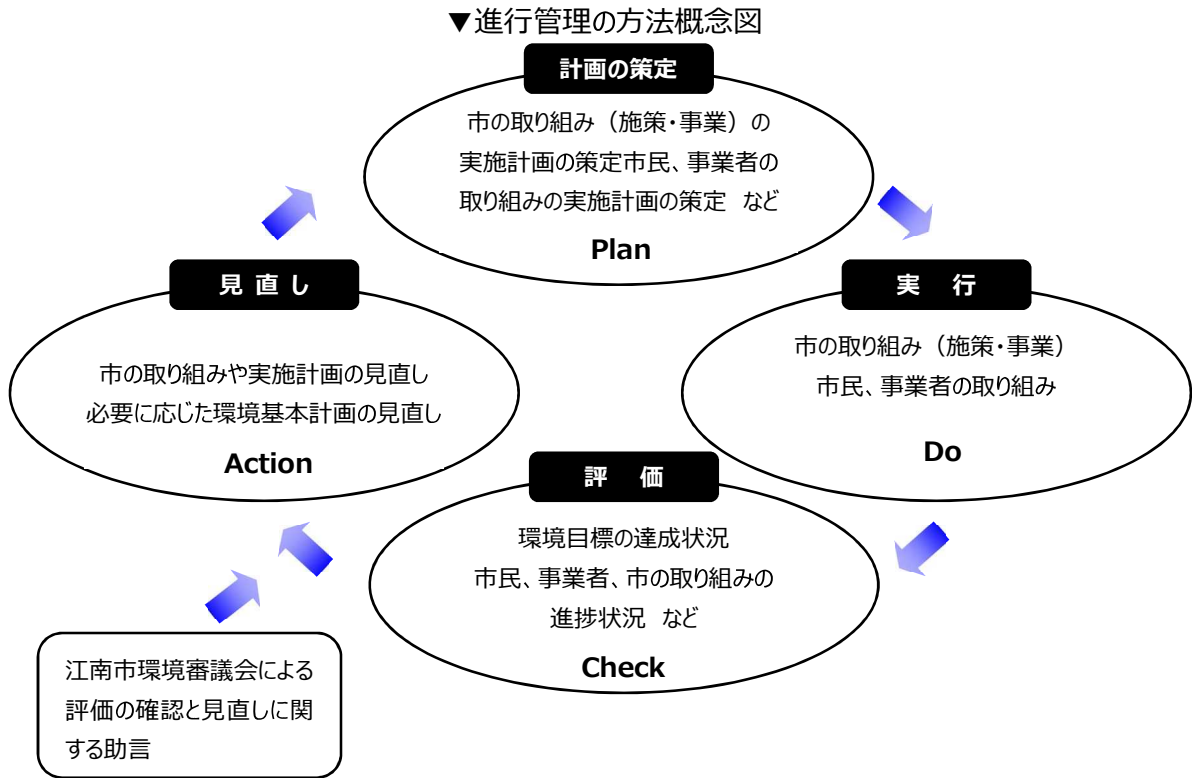 ▼進行管理の方法概念図
計画の策定
市の取り組み（施策・事業）の
実施計画の策定市民、事業者の
取り組みの実施計画の策定 など
Plan
見 直 し
市の取り組みや実施計画の見直し
必要に応じた環境基本計画の見直し
Action
実 行
市の取り組み（施策・事業）
市民、事業者の取り組み
Do
評 価
環境目標の達成状況
市民、事業者、市の取り組みの
進捗状況 など
Check
江南市環境審議会による
評価の確認と見直しに関
する助言